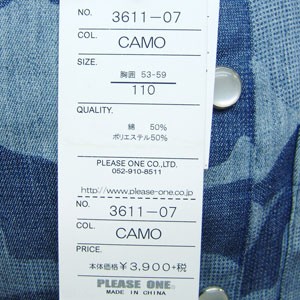 NO. 3611-07
COL. CAMO
SIZE.
胸囲 53-59
110
QUALITY.
綿 50%
ポリエステル50%
PLEASE ONE CO.,LTD.
052-910-8511
http://www.please-one.co.jp
NO. 3611-07
COL. CAMO
PRICE.
本体価格¥3,900+税
PLEASE ONE.
MADE IN CHINA